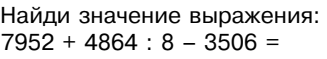 Найди значение выражения:
7952 + 4864 : 8 – 3506 =